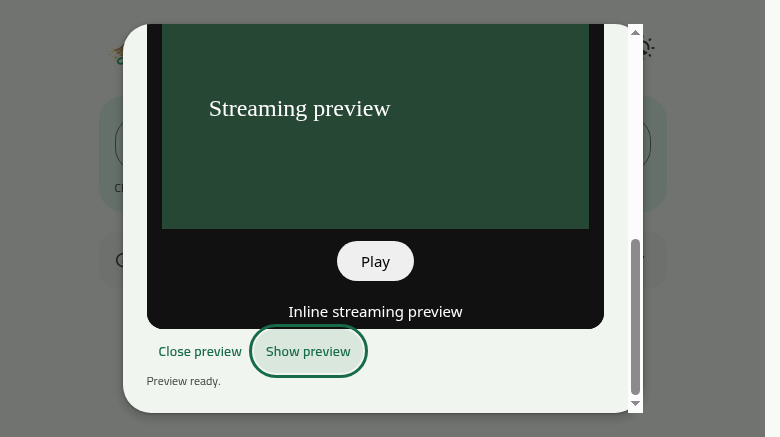 Streaming preview
Play
Inline streaming preview
Close preview
Show preview
Preview ready.